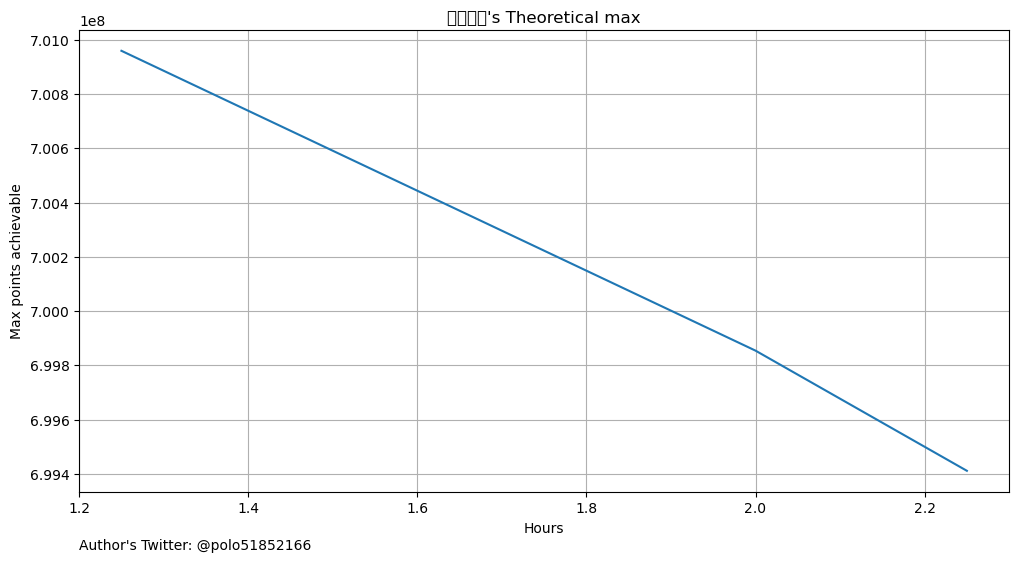 1e8
's Theoretical max
7.010
7.008
7.006
7.004
7.002
7.000
6.998
6.996
6.994
Max points achievable
1.2 1.4 1.6 1.8 2.0 2.2
Hours
Author's Twitter: @polo51852166